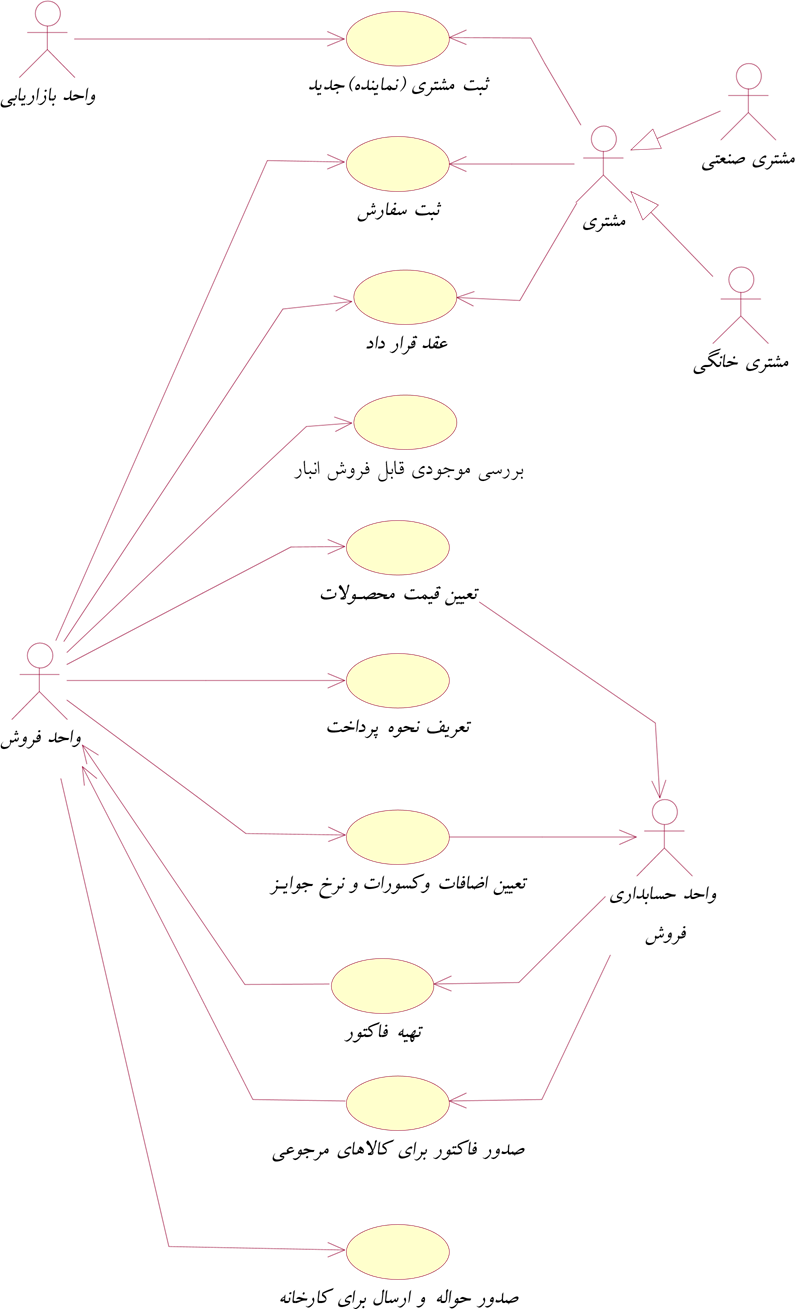 واحد بازاریابی
ثبت مشتری (نماینده) جدید
مشتری صنعتی
ثبت سفارش
مشتری
عقد قرار داد
مشتری خانگی
بررسی موجودی قابل فروش انبار
تعیین قیمت محصولات
واحد فروش
تعریف نحوه پرداخت
تعیین اضافات وکسورات و نرخ جوایز
واحد حسابداری
فروش
تهیه فاکتور
صدور فاکتور برای کالاهای مرجوعی
صدور حواله و ارسال برای کارخانه